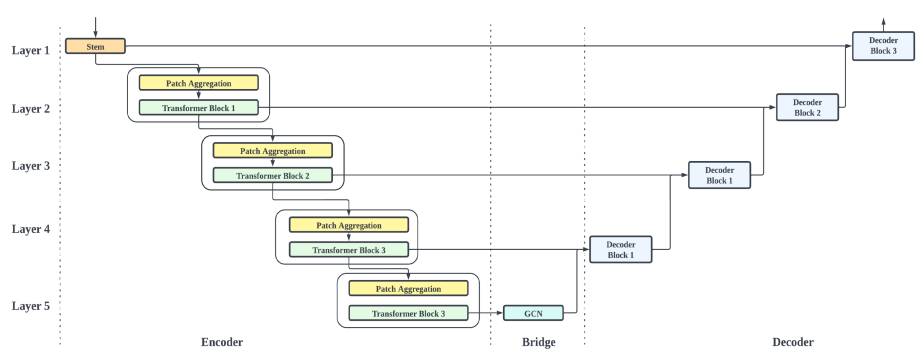 Layer 1
Stem
Decoder
Block 3
Patch Aggregation
Layer 2
Transformer Block 1
Decoder
Block 2
Patch Aggregation
Layer 3
Transformer Block 2
Decoder
Block 1
Patch Aggregation
Layer 4
Transformer Block 3
Decoder
Block 1
Patch Aggregation
Layer 5
Transformer Block 3
GCN
Encoder
Bridge
Decoder